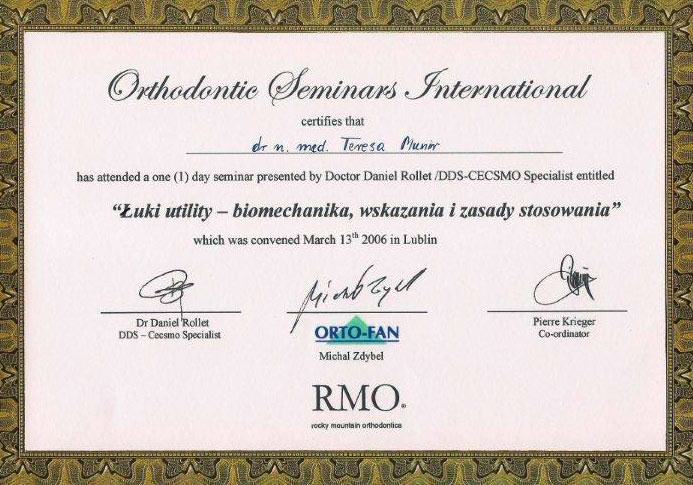 Orthodontic Seminars International
certifies that
dr n. med. Teresa Munir
has attended a one (1) day seminar presented by Doctor Daniel Rollet /DDS-CECSMO Specialist entitled
“Łuki utility – biomechanika, wskazania i zasady stosowania”
which was convened March 13th 2006 in Lublin
Dr Daniel Rollet
DDS – Cecsmo Specialist
ORTO-FAN
Michal Zdybel
Pierre Krieger
Co-ordinator
RMO®
rocky mountain orthodontics